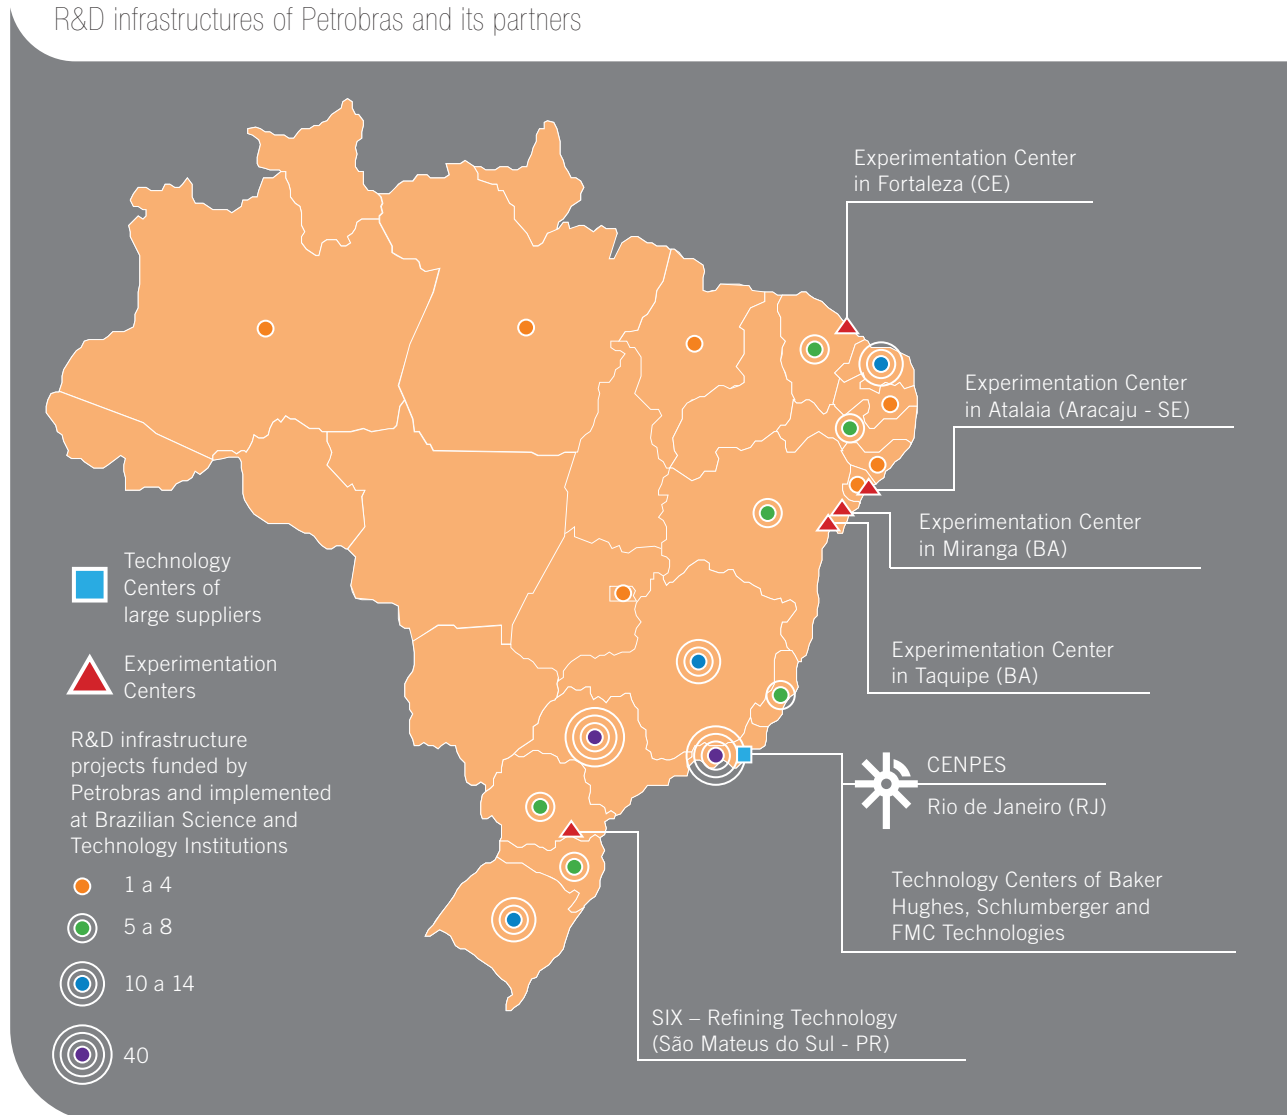 R&D infrastructures of Petrobras and its partners
Experimentation Center
in Fortaleza (CE)
Experimentation Center
in Atalaia (Aracaju - SE)
Experimentation Center
in Miranga (BA)
Experimentation Center
in Taquipe (BA)
CENPES
Rio de Janeiro (RJ)
Technology Centers of Baker
Hughes, Schlumberger and
FMC Technologies
SIX – Refining Technology
(São Mateus do Sul - PR)
Technology
Centers of
large suppliers
Experimentation
Centers
R&D infrastructure
projects funded by
Petrobras and implemented
at Brazilian Science and
Technology Institutions
1 a 4
5 a 8
10 a 14
40